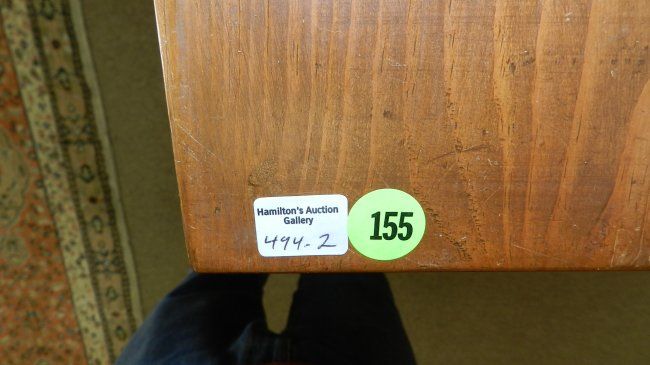 Hamilton's Auction
Gallery
494-2
155